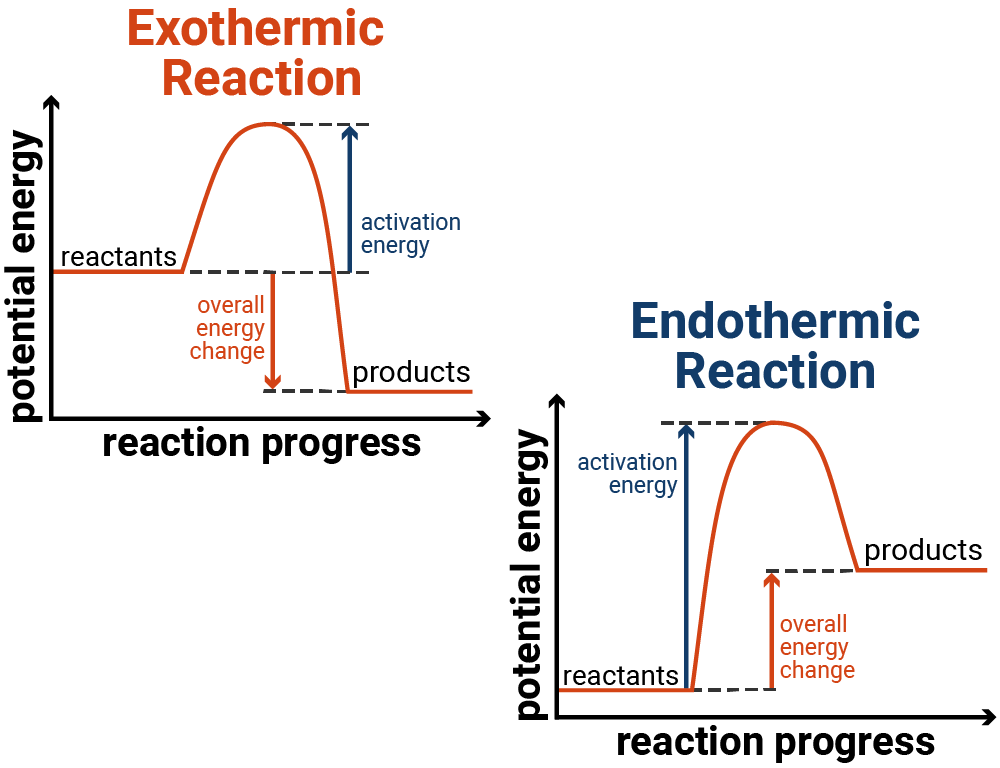 Exothermic
Reaction
potential energy
reactants
activation
energy
overall
energy
change
products
reaction progress
Endothermic
Reaction
potential energy
activation
energy
products
overall
energy
change
reactants
reaction progress